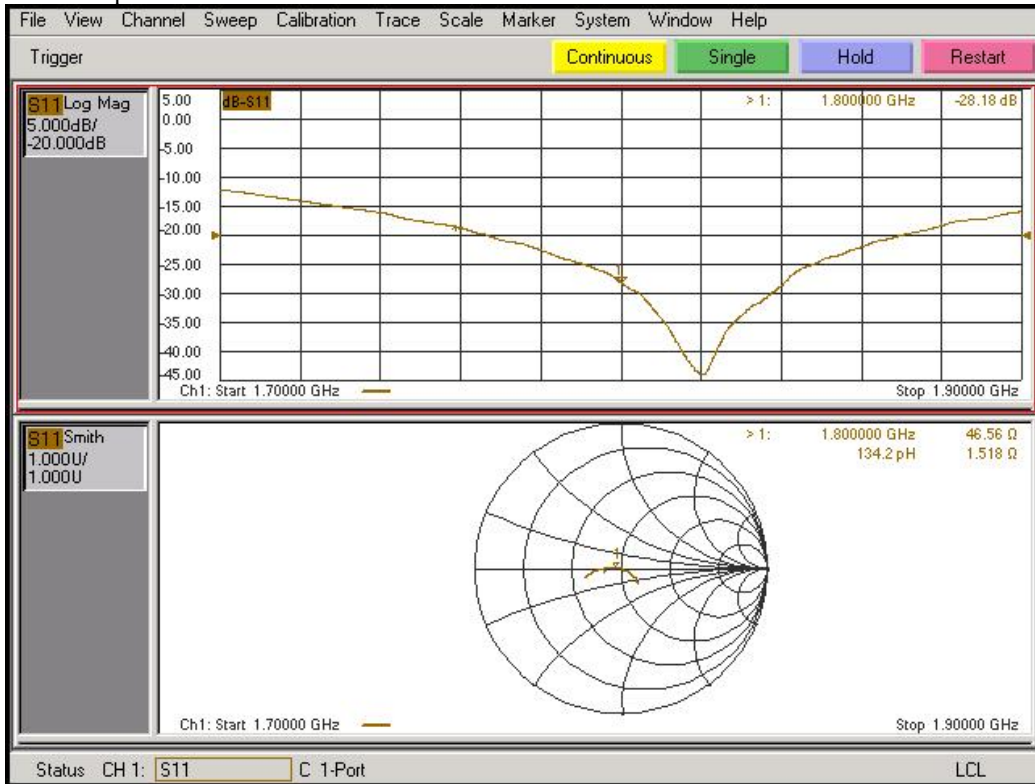 File View Channel Sweep Calibration Trace Scale Marker System Window Help
Trigger Continuous Single Hold Restart
S11 Log Mag
5.000dB/
-20.000dB
dB-S11
> 1: 1.800000 GHz -28.18 dB
5.00
0.00
-5.00
-10.00
-15.00
-20.00
-25.00
-30.00
-35.00
-40.00
-45.00
Ch1: Start 1.70000 GHz Stop 1.90000 GHz
S11 Smith
1.000U/
1.000U
> 1: 1.800000 GHz 46.56 Ω
134.2 pH 1.518 Ω
1
Ch1: Start 1.70000 GHz Stop 1.90000 GHz
Status CH 1: S11 C 1-Port LCL